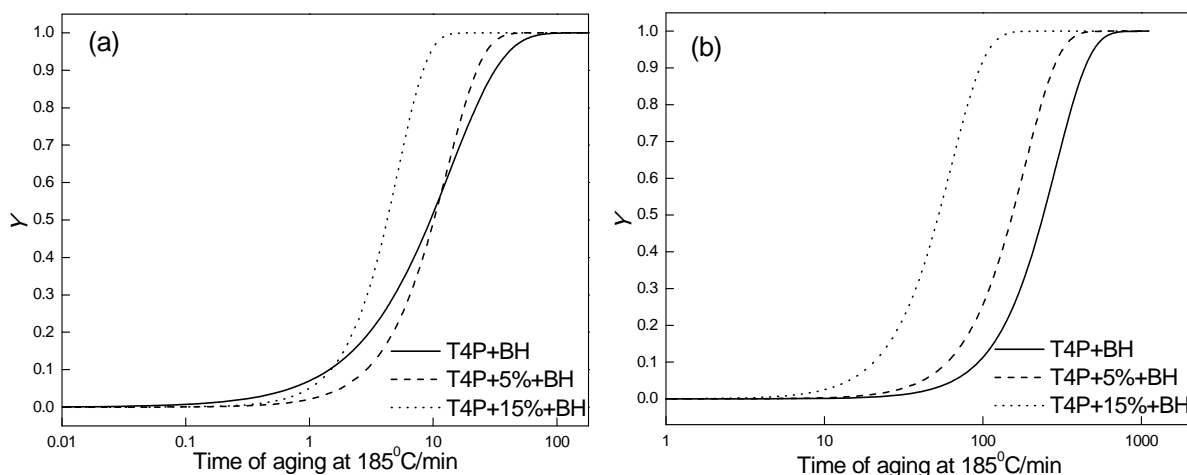 (a)
1.0
0.9
0.8
0.7
0.6
0.5
0.4
0.3
0.2
0.1
0.0
Y
T4P+BH
T4P+5%+BH
T4P+15%+BH
0.01 0.1 1 10 100
Time of aging at 185⁰C/min
(b)
1.0
0.9
0.8
0.7
0.6
0.5
0.4
0.3
0.2
0.1
0.0
Y
T4P+BH
T4P+5%+BH
T4P+15%+BH
1 10 100 1000
Time of aging at 185⁰C/min